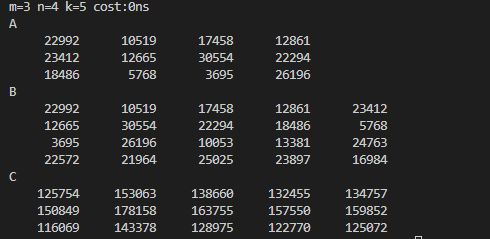 m=3 n=4 k=5 cost:0ns
A
22992 10519 17458 12861
23412 12665 30554 22294
18486 5768 3695 26196
B
22992 10519 17458 12861 23412
12665 30554 22294 18486 5768
3695 26196 10053 13381 24763
22572 21964 25025 23897 16984
C
125754 153063 138660 132455 134757
150849 178158 163755 157550 159852
116069 143378 128975 122770 125072